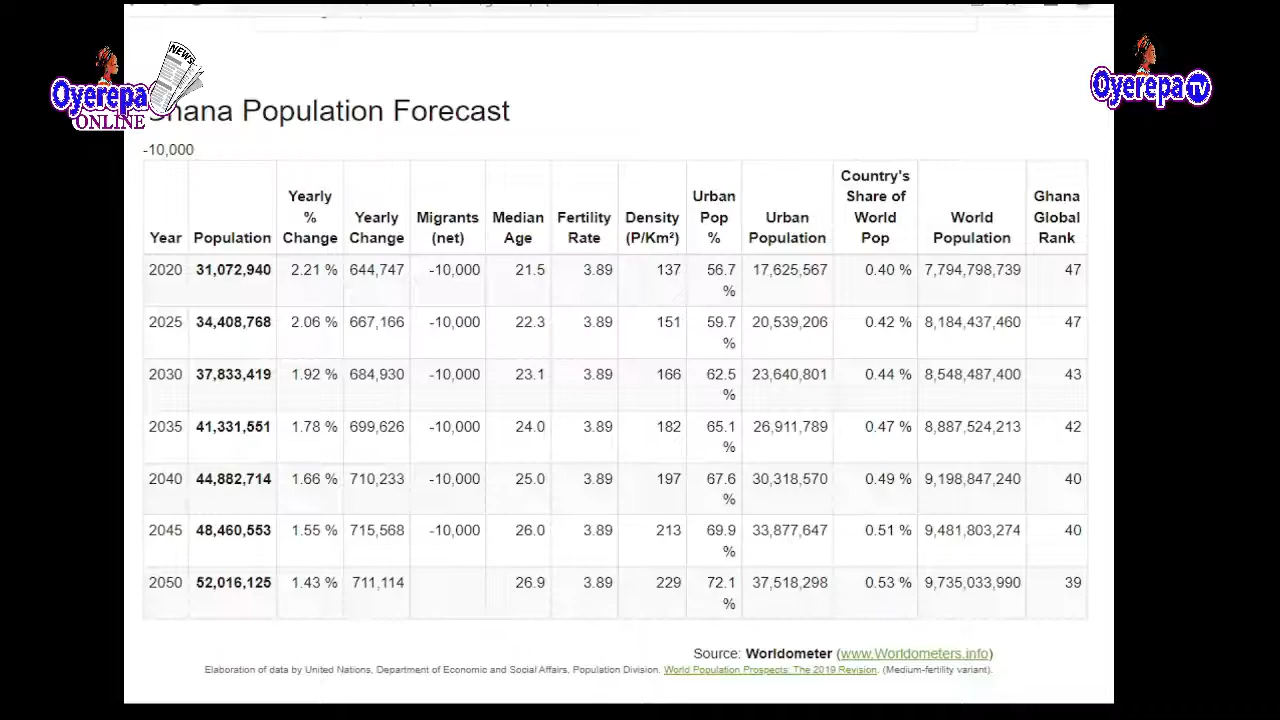 NEWS
Oyerepa
ONLINE
Oyerepa TV
Ghana Population Forecast
-10,000
Year Population Yearly % Change Yearly Change Migrants (net) Median Age Fertility Rate Density (P/Km²) Urban Pop % Urban Population Country's Share of World Pop World Population Ghana Global Rank
2020 31,072,940 2.21 % 644,747 -10,000 21.5 3.89 137 56.7 % 17,625,567 0.40 % 7,794,798,739 47
2025 34,408,768 2.06 % 667,166 -10,000 22.3 3.89 151 59.7 % 20,539,206 0.42 % 8,184,437,460 47
2030 37,833,419 1.92 % 684,930 -10,000 23.1 3.89 166 62.5 % 23,640,801 0.44 % 8,548,487,400 43
2035 41,331,551 1.78 % 699,626 -10,000 24.0 3.89 182 65.1 % 26,911,789 0.47 % 8,887,524,213 42
2040 44,882,714 1.66 % 710,233 -10,000 25.0 3.89 197 67.6 % 30,318,570 0.49 % 9,198,847,240 40
2045 48,460,553 1.55 % 715,568 -10,000 26.0 3.89 213 69.9 % 33,877,647 0.51 % 9,481,803,274 40
2050 52,016,125 1.43 % 711,114 26.9 3.89 229 72.1 % 37,518,298 0.53 % 9,735,033,990 39
Source: Worldometer (www.Worldometers.info)
Elaboration of data by United Nations, Department of Economic and Social Affairs, Population Division. World Population Prospects: The 2019 Revision. (Medium-fertility variant).